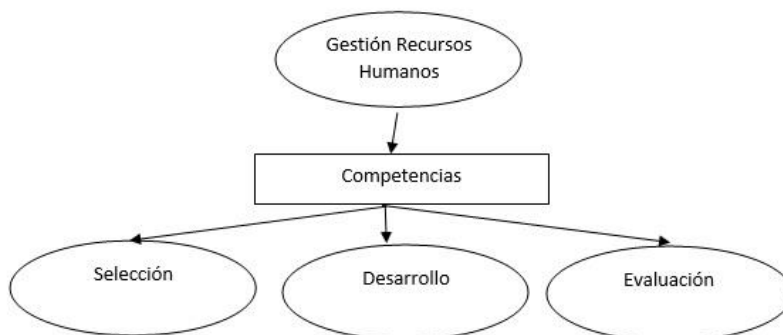 Gestión Recursos
Humanos
Competencias
Selección
Desarrollo
Evaluación